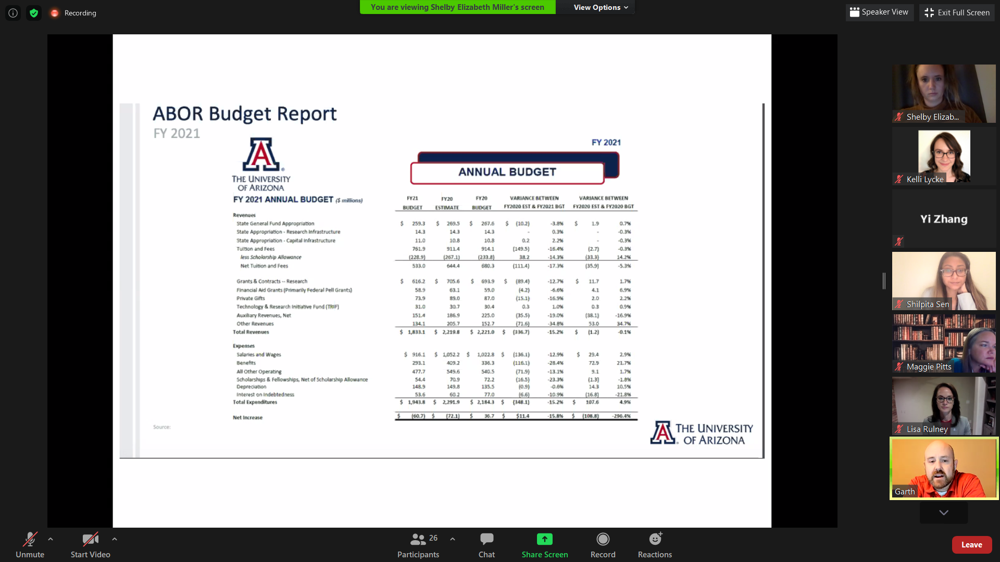 Recording
You are viewing Shelby Elizabeth Miller's screen
View Options
Speaker View
Exit Full Screen
ABOR Budget Report
FY 2021
A
THE UNIVERSITY
OF ARIZONA
FY 2021
ANNUAL BUDGET
FY 2021 ANNUAL BUDGET ($ millions)
FY21 FY20 FY20 VARIANCE BETWEEN VARIANCE BETWEEN
BUDGET ESTIMATE BUDGET FY2020 EST & FY2021 BGT FY2020 EST & FY2020 BGT
Revenues
State General Fund Appropriation $ 259.3 $ 269.5 $ 267.6 $ (10.2) -3.8% $ 1.9 0.7%
State Appropriation - Research Infrastructure 14.3 14.3 14.3 - 0.3% - -0.3%
State Appropriation - Capital Infrastructure 11.0 10.8 10.8 0.2 2.2% - -0.3%
Tuition and Fees 761.9 911.4 914.1 (149.5) -16.4% (2.7) -0.3%
less Scholarship Allowance (228.9) (267.1) (233.8) 38.2 -14.3% (33.3) 14.2%
Net Tuition and Fees 533.0 644.4 680.3 (111.4) -17.3% (35.9) -5.3%
Grants & Contracts -- Research $ 616.2 $ 705.6 $ 693.9 $ (89.4) -12.7% $ 11.7 1.7%
Financial Aid Grants (Primarily Federal Pell Grants) 58.9 63.1 59.0 (4.2) -6.6% 4.1 6.9%
Private Gifts 73.9 89.0 87.0 (15.1) -16.9% 2.0 2.2%
Technology & Research Initiative Fund (TRIF) 31.0 30.7 30.4 0.3 1.0% 0.3 0.9%
Auxiliary Revenues, Net 151.4 186.9 225.0 (35.5) -19.0% (38.1) -16.9%
Other Revenues 134.1 205.7 152.7 (71.6) -34.8% 53.0 34.7%
Total Revenues $ 1,833.1 $ 2,219.8 $ 2,221.0 $ (336.7) -15.2% $ (1.2) -0.1%
Expenses
Salaries and Wages $ 916.1 $ 1,052.2 $ 1,022.8 $ (136.1) -12.9% $ 29.4 2.9%
Benefits 293.1 409.2 336.3 (116.1) -28.4% 72.9 21.7%
All Other Operating 477.7 549.6 540.5 (71.9) -13.1% 9.1 1.7%
Scholarships & Fellowships, Net of Scholarship Allowance 54.4 70.9 72.2 (16.5) -23.3% (1.3) -1.8%
Depreciation 148.9 149.8 135.5 (0.9) -0.6% 14.3 10.5%
Interest on Indebtedness 53.6 60.2 77.0 (6.6) -10.9% (16.8) -21.8%
Total Expenditures $ 1,943.8 $ 2,291.9 $ 2,184.3 $ (348.1) -15.2% $ 107.6 4.9%
Net Increase $ (60.7) $ (72.1) $ 36.7 $ $11.4 -15.8% $ (108.8) -296.4%
Source:
A THE UNIVERSITY
OF ARIZONA
Shelby Elizab...
Kelli Lycke
Yi Zhang
Shilpita Sen
Maggie Pitts
Lisa Rulney
Garth
Unmute
Start Video
Participants 26
Chat
Share Screen
Record
Reactions
Leave